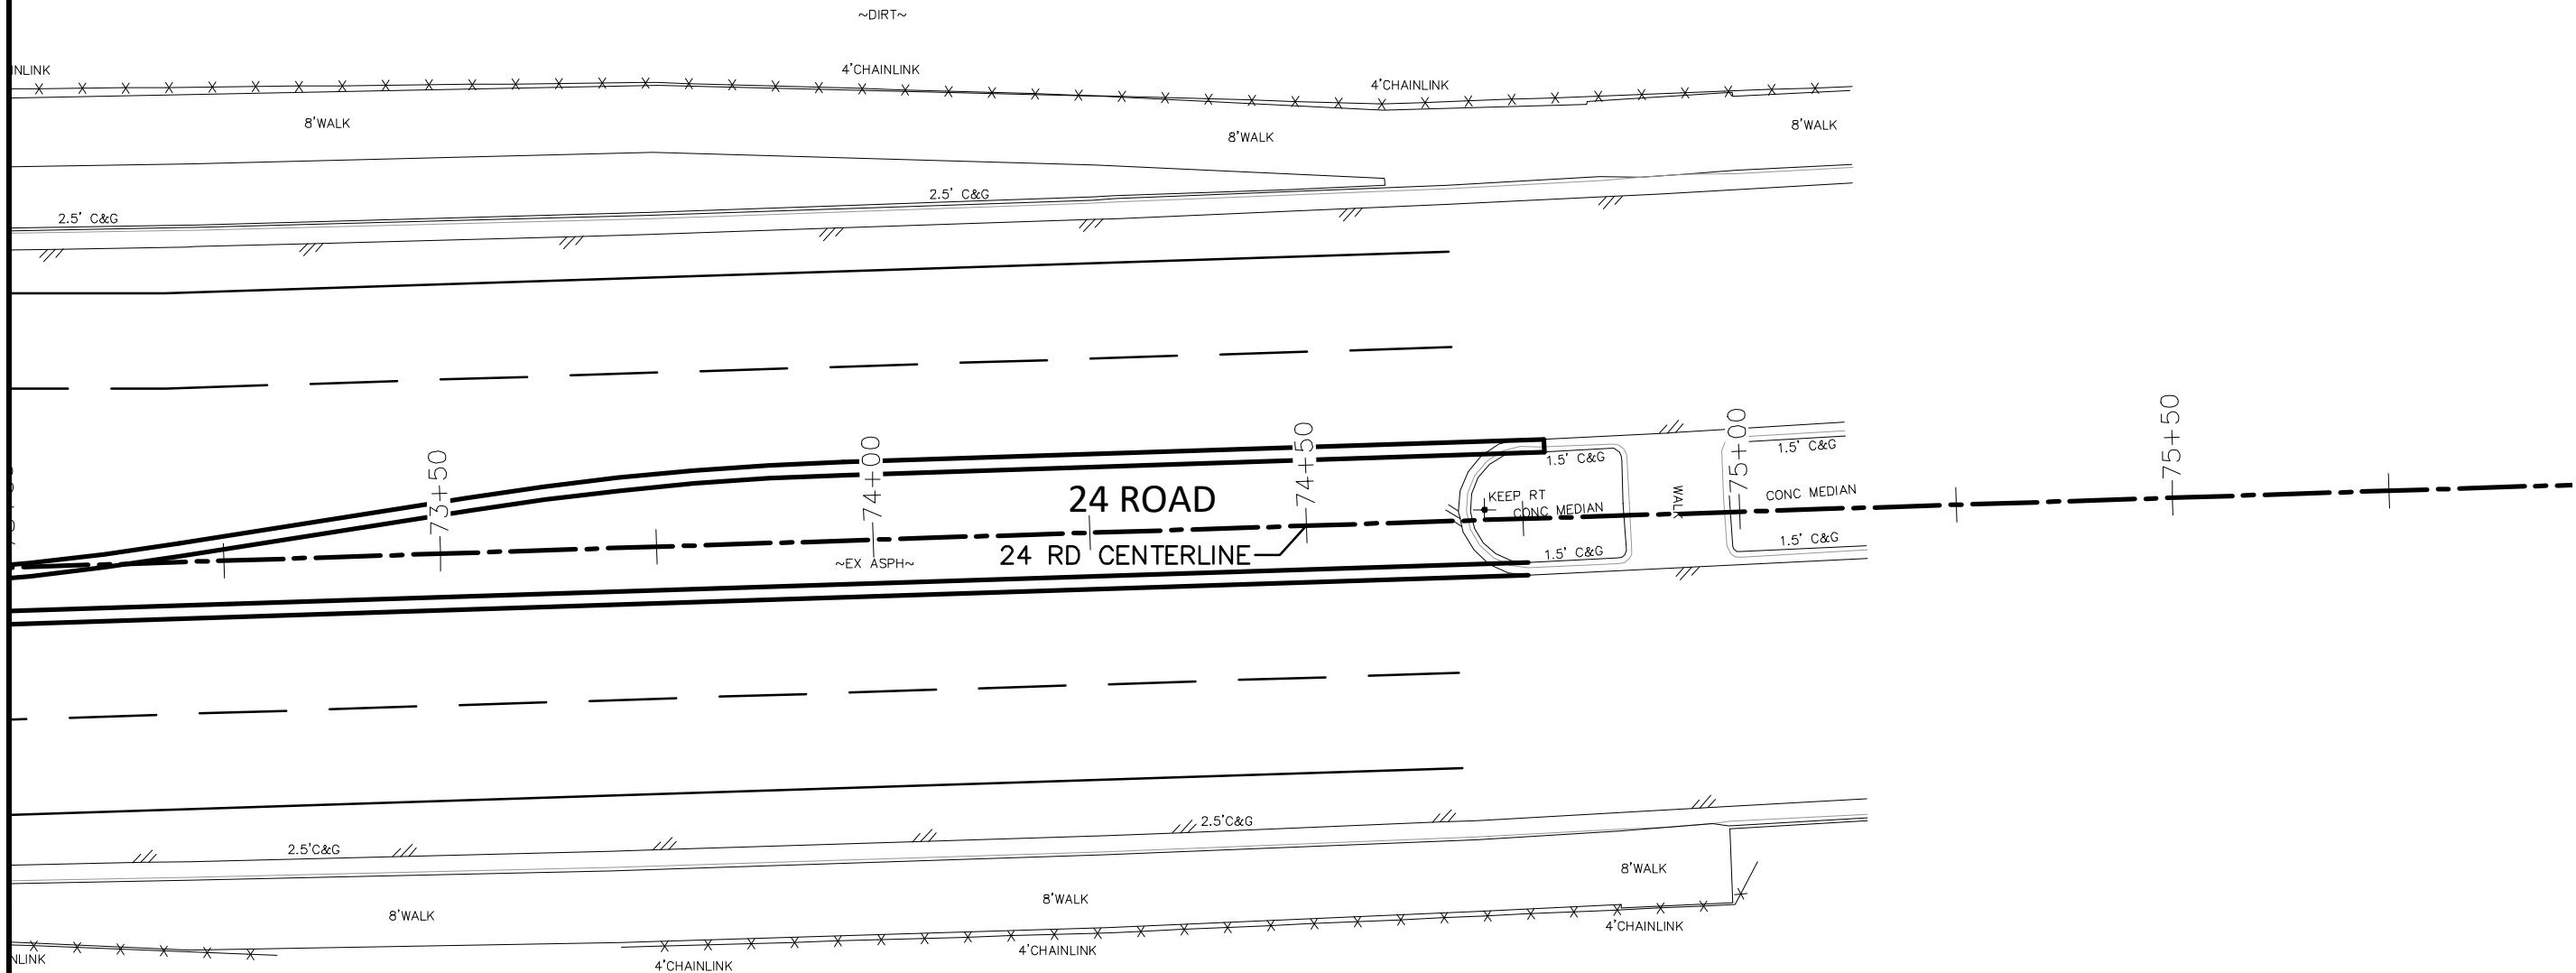 ~DIRT~
INLINK
4'CHAINLINK
4'CHAINLINK
8'WALK
8'WALK
8'WALK
2.5' C&G
2.5' C&G
73+50
74+00
74+50
75+00
75+50
1.5' C&G
1.5' C&G
24 ROAD
KEEP RT
CONC MEDIAN
WALK
CONC MEDIAN
24 RD CENTERLINE
~EX ASPH~
1.5' C&G
1.5' C&G
2.5'C&G
2.5'C&G
8'WALK
8'WALK
8'WALK
4'CHAINLINK
4'CHAINLINK
4'CHAINLINK
NLINK